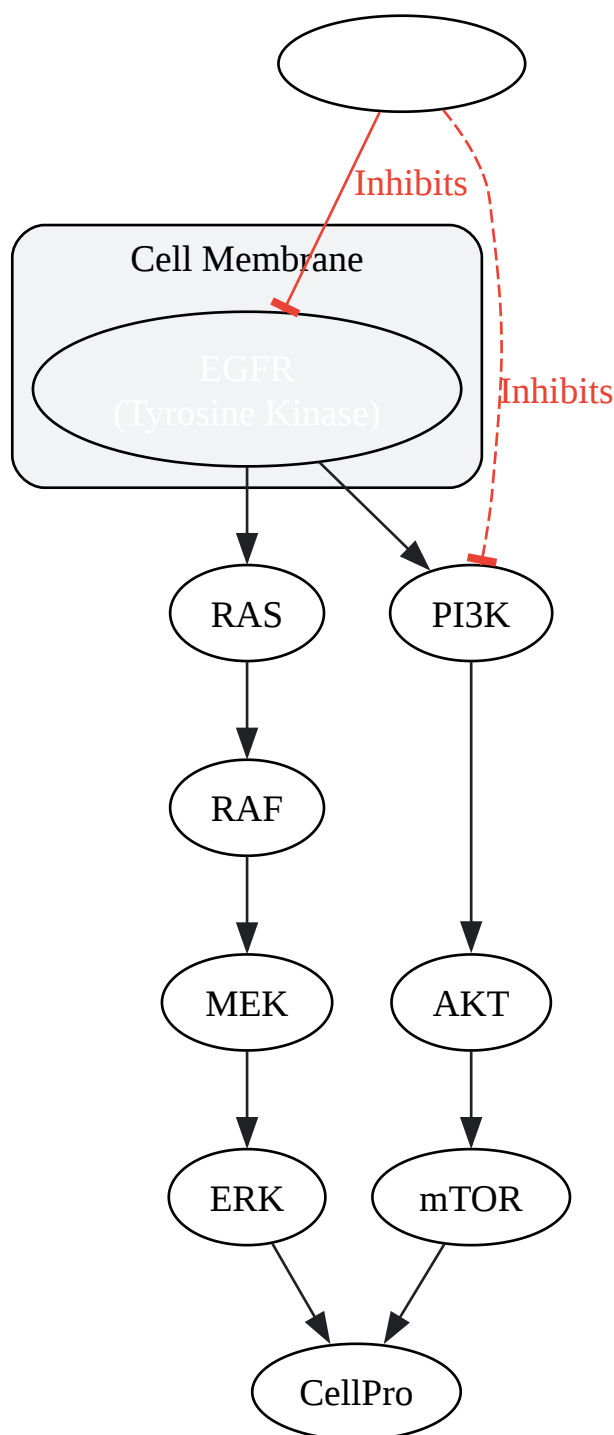 Inhibits
Cell Membrane
EGFR
(Tyrosine Kinase)
Inhibits
RAS
PI3K
RAF
MEK
AKT
ERK
mTOR
CellPro